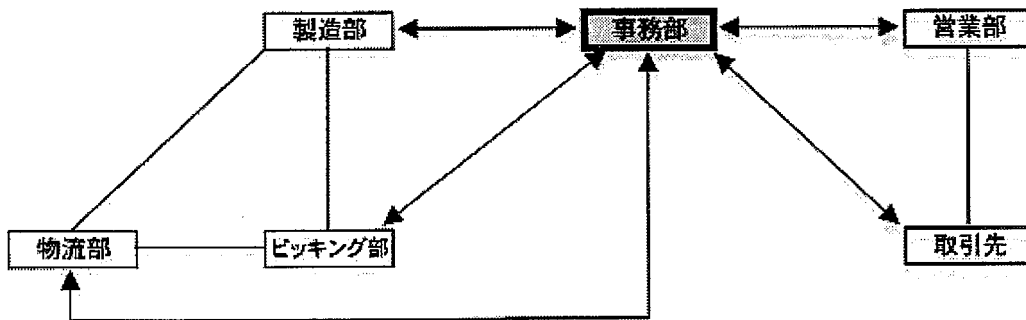 製造部
事務部
営業部
物流部
ピッキング部
取引先